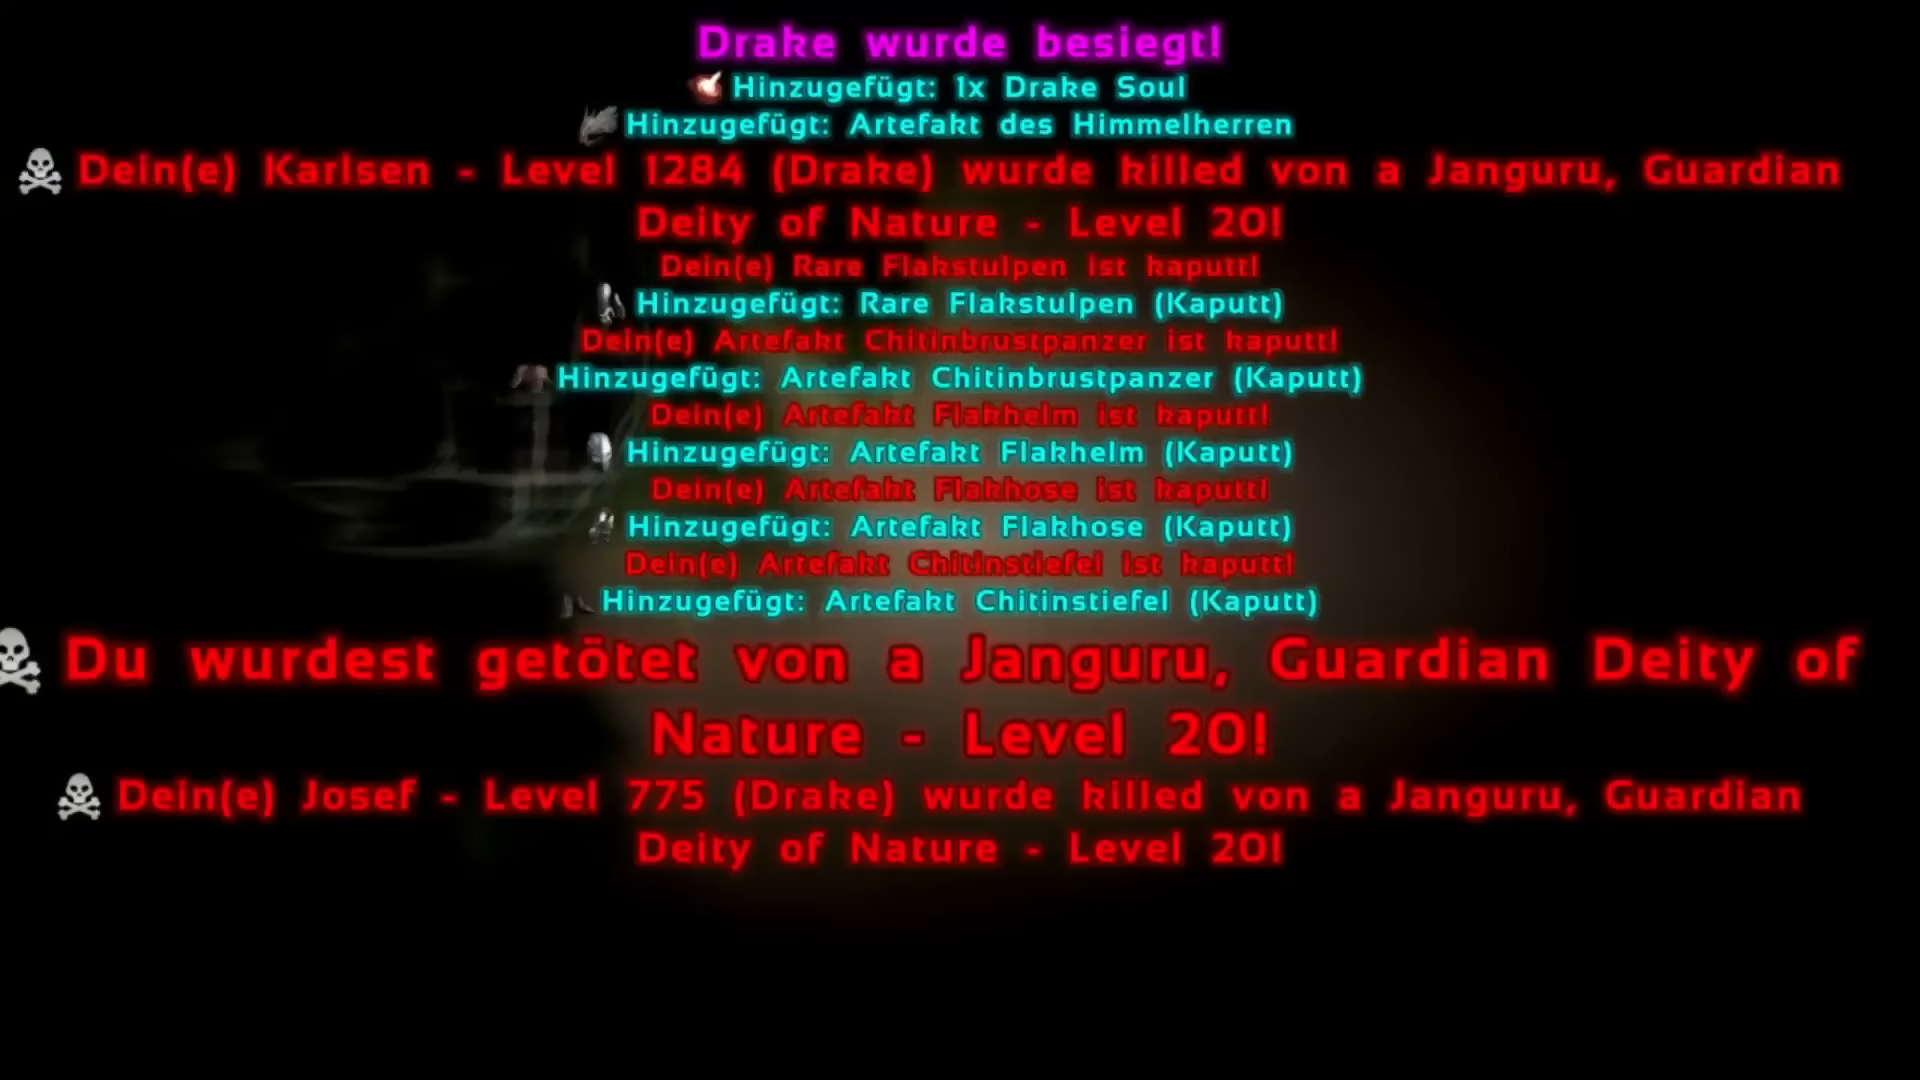 Drake wurde besiegt!
Hinzugefügt: 1x Drake Soul
Hinzugefügt: Artefakt des Himmelherren
Dein(e) Karlsen - Level 1284 (Drake) wurde killed von a Janguru, Guardian
Deity of Nature - Level 20!
Dein(e) Rare Flakstulpen ist kaputt!
Hinzugefügt: Rare Flakstulpen (Kaputt)
Dein(e) Artefakt Chitinbrustpanzer ist kaputt!
Hinzugefügt: Artefakt Chitinbrustpanzer (Kaputt)
Dein(e) Artefakt Flakhelm ist kaputt!
Hinzugefügt: Artefakt Flakhelm (Kaputt)
Dein(e) Artefakt Flakhose ist kaputt!
Hinzugefügt: Artefakt Flakhose (Kaputt)
Dein(e) Artefakt Chitinstiefel ist kaputt!
Hinzugefügt: Artefakt Chitinstiefel (Kaputt)
Du wurdest getötet von a Janguru, Guardian Deity of
Nature - Level 20!
Dein(e) Josef - Level 775 (Drake) wurde killed von a Janguru, Guardian
Deity of Nature - Level 20!